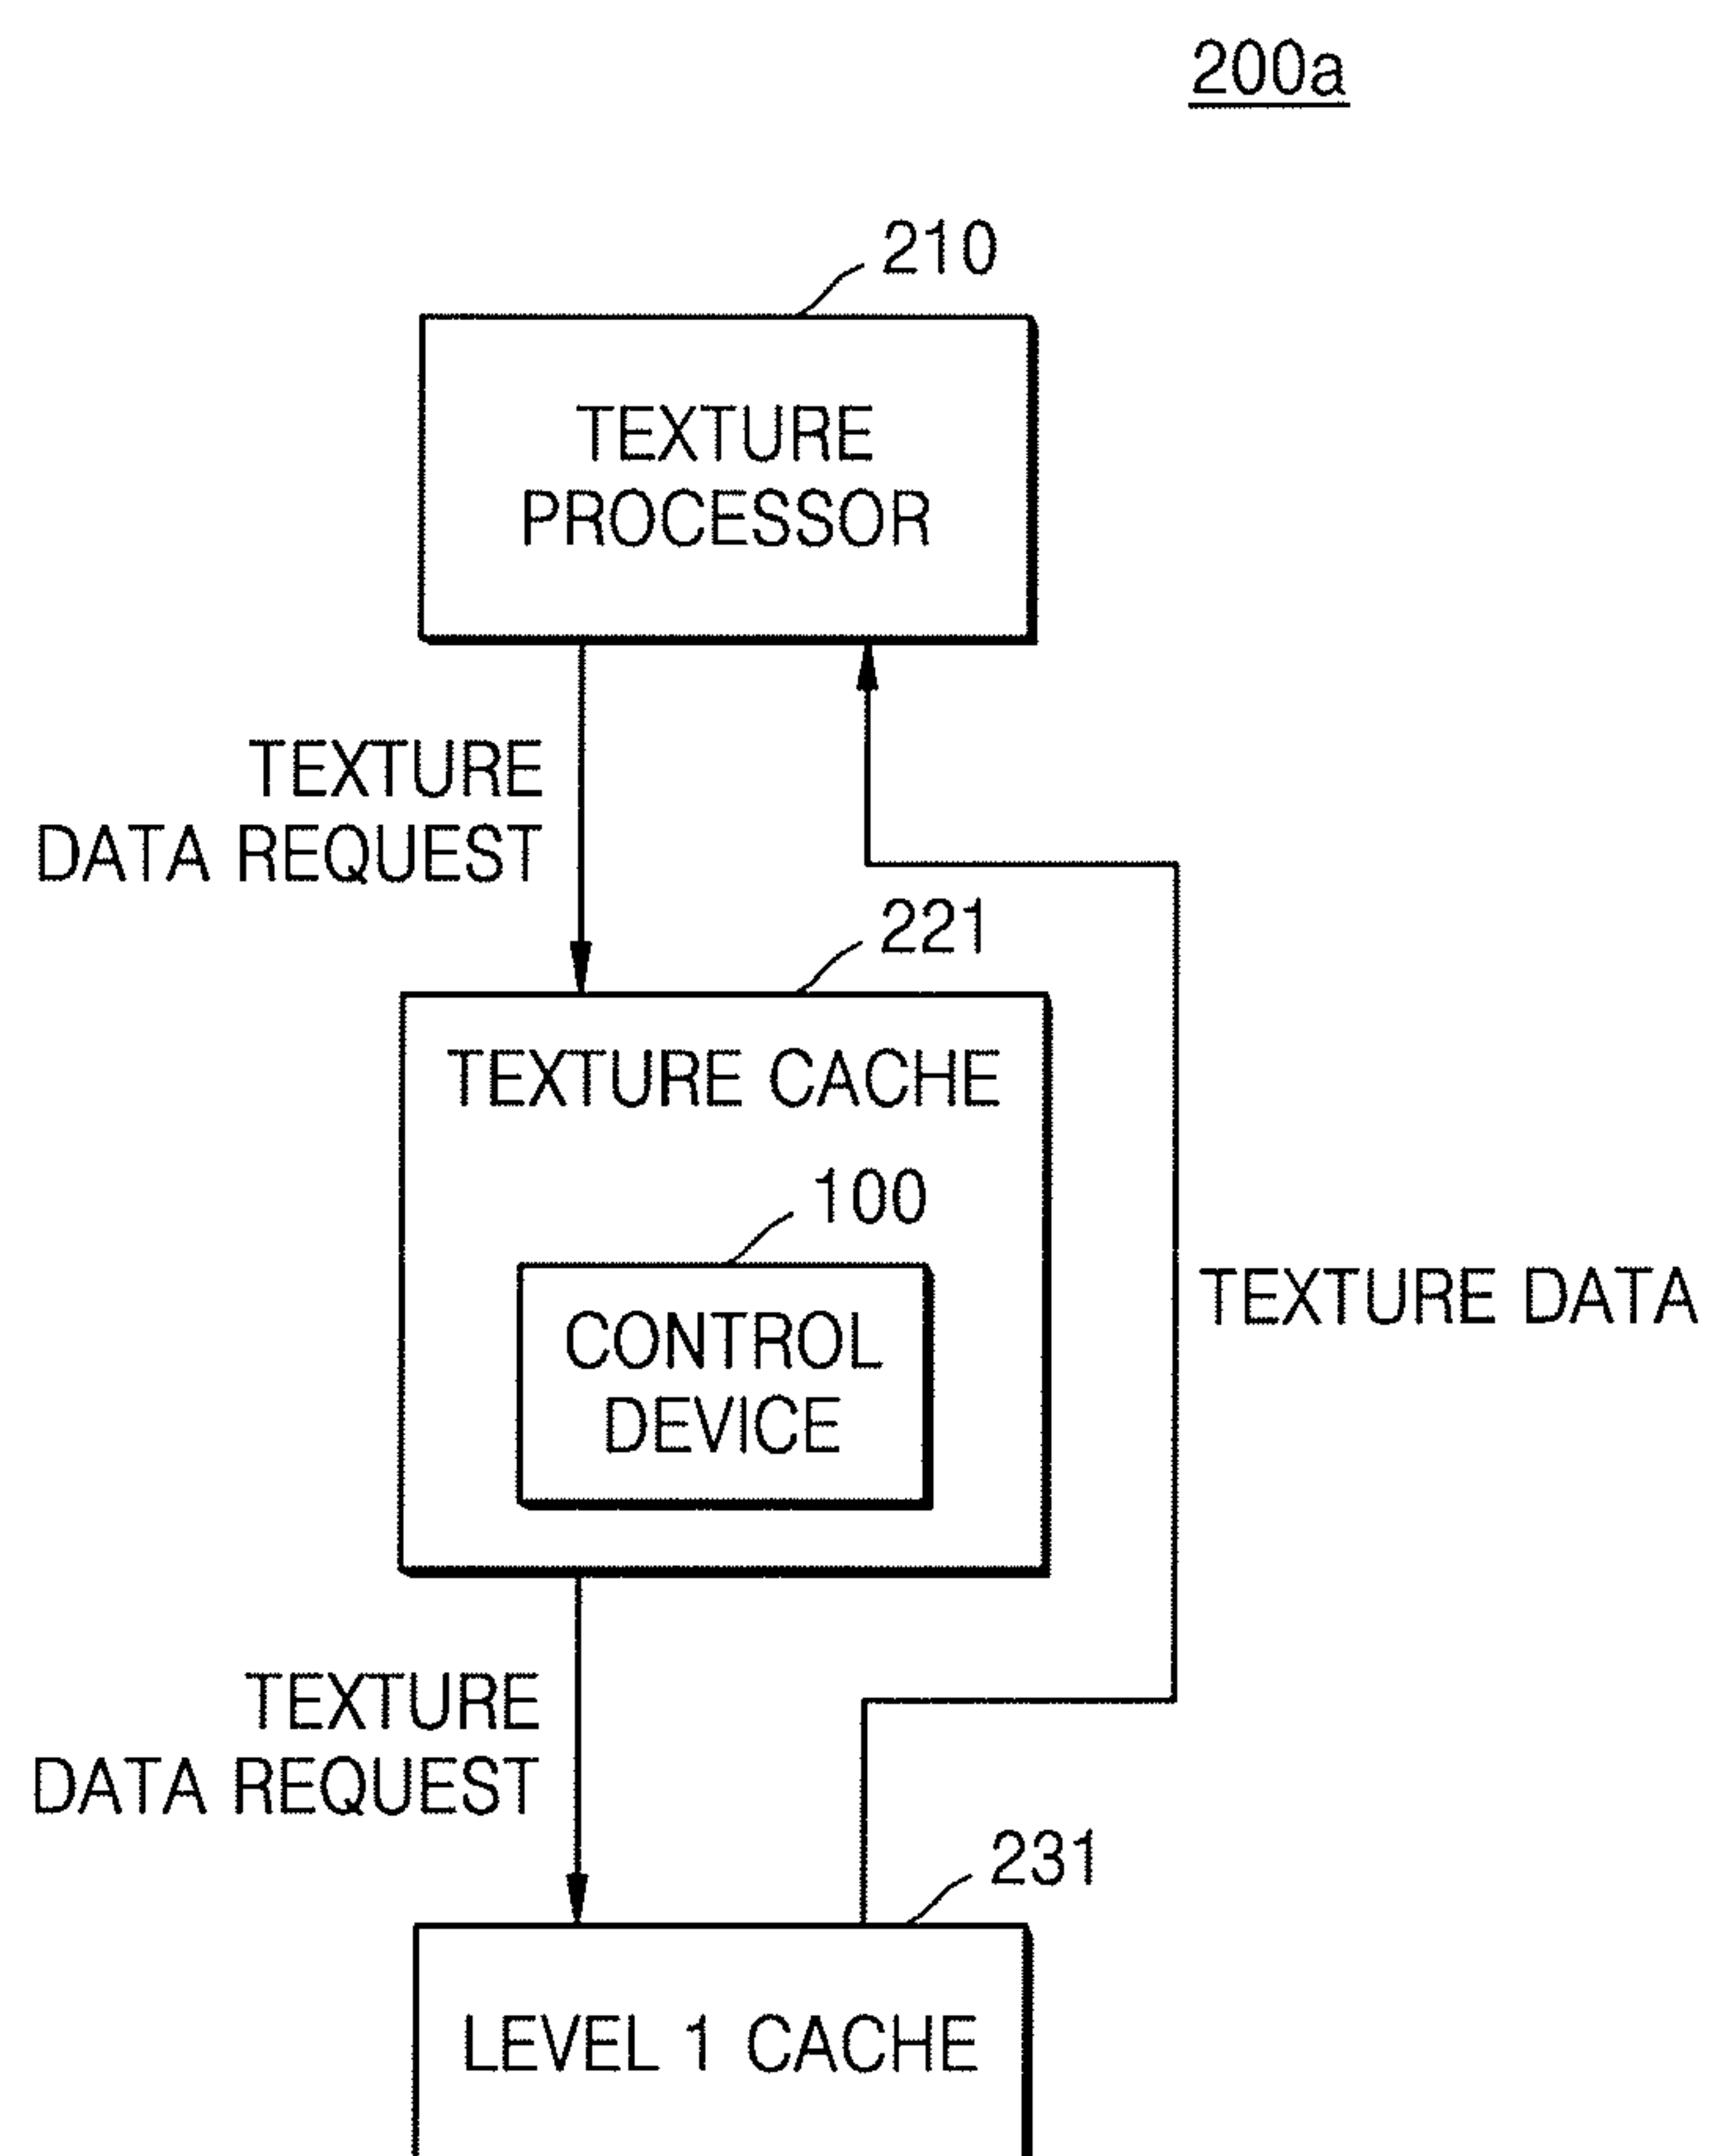 200a
210
TEXTURE
PROCESSOR
TEXTURE
DATA REQUEST
221
TEXTURE CACHE
100
CONTROL
DEVICE
TEXTURE DATA
TEXTURE
DATA REQUEST
231
LEVEL 1 CACHE